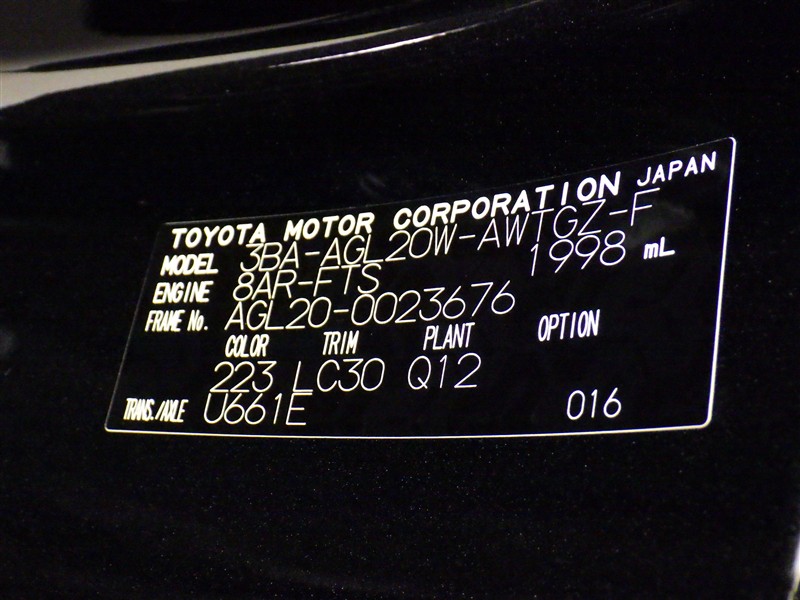 TOYOTA MOTOR CORPORATION JAPAN
MODEL 3BA-AGL20W-AWTGZ-F
ENGINE 8AR-FTS 1998 mL
FRAME No. AGL20-0023676
COLOR TRIM PLANT OPTION
223 LC30 Q12
TRANS./AXLE U661E 016